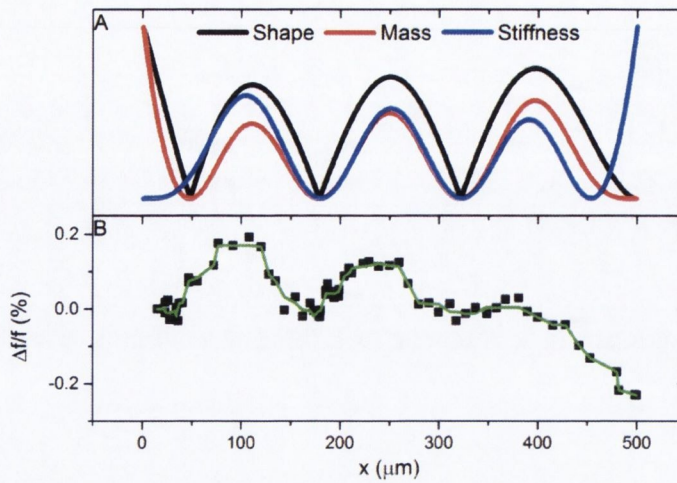 A
Shape
Mass
Stiffness
B
0.2
0.0
-0.2
Δf/f (%)
0
100
200
300
400
500
x (μm)